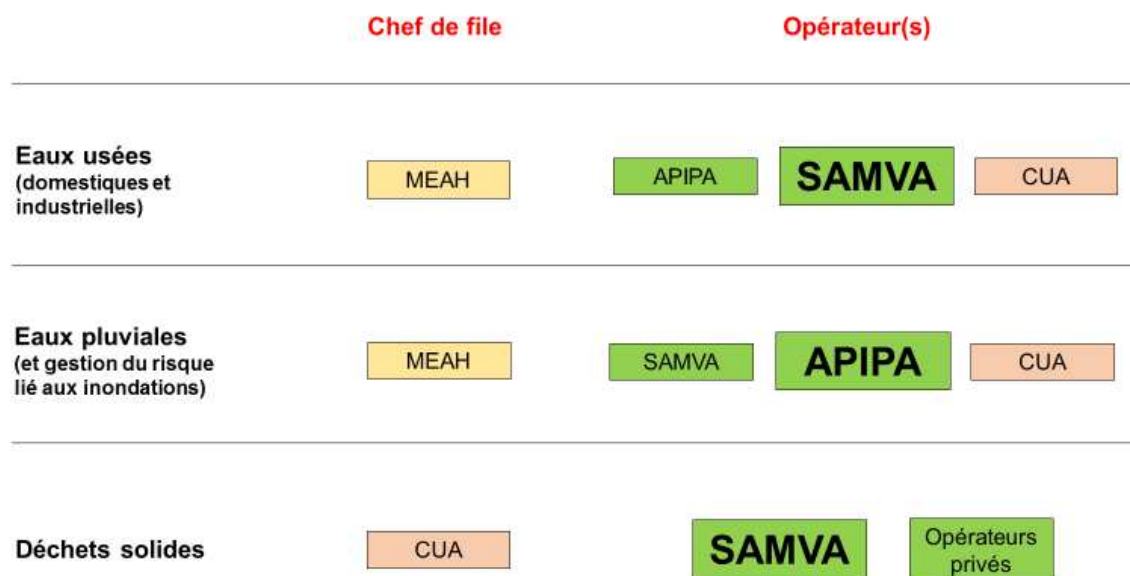 Chef de file Opérateur(s)
Eaux usées
(domestiques et
industrielles)
MEAH APIPA SAMVA CUA
Eaux pluviales
(et gestion du risque
lié aux inondations)
MEAH SAMVA APIPA CUA
Déchets solides CUA SAMVA Opérateurs
privés